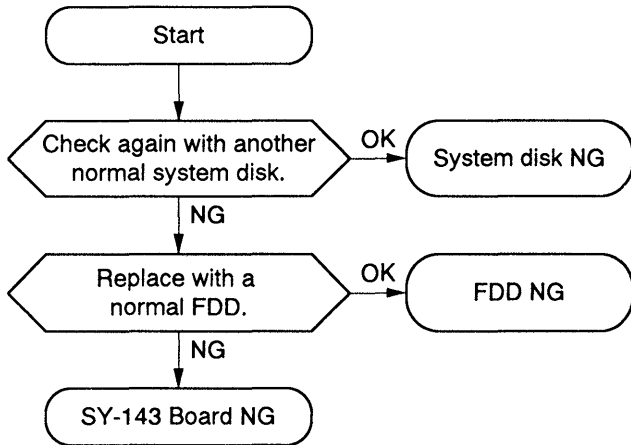 Start
Check again with another
normal system disk.
OK
System disk NG
NG
Replace with a
normal FDD.
OK
FDD NG
NG
SY-143 Board NG